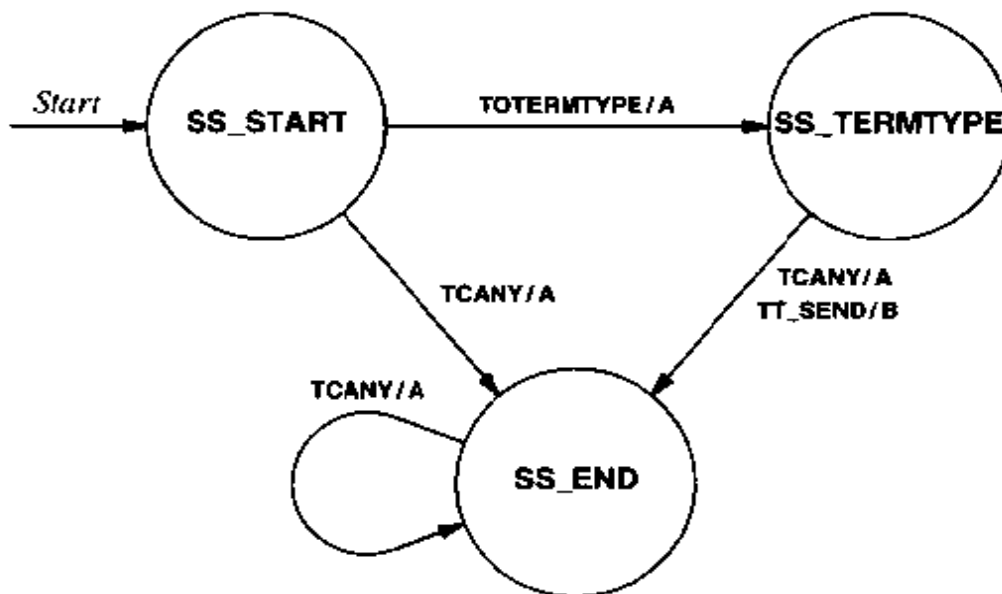 Start
SS_START
TOTERMTYPE/A
SS_TERMTYPE
TCANY/A
TCANY/A
TT_SEND/B
TCANY/A
SS_END